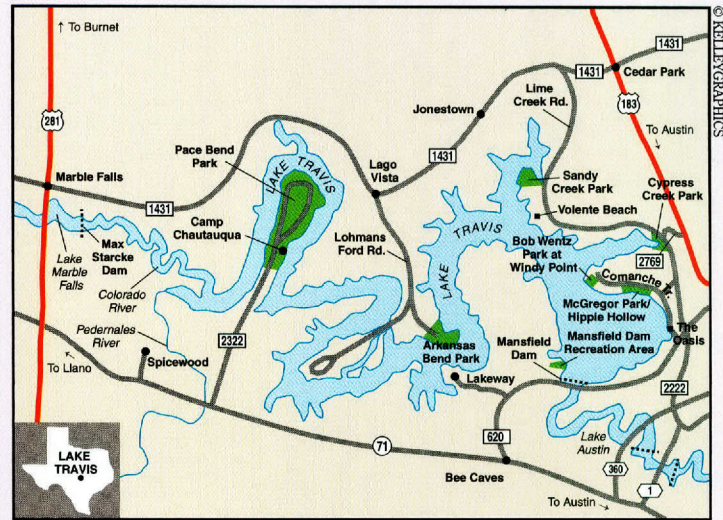 ↑ To Burnet
© KELLEYGRAPHICS
1431
1431
Cedar Park
Lime
Creek Rd.
281
183
Jonestown
To Austin
Pace Bend
Park
LAKE TRAVIS
1431
Marble Falls
Lago
Vista
Sandy
Creek Park
Cypress
Creek Park
1431
Camp
Chautauqua
LAKE TRAVIS
Volente Beach
Lake
Marble
Falls
Max
Starcke
Dam
Lohmans
Ford Rd.
Bob Wentz
Park at
Windy Point
2769
Comanche Tr.
Colorado
River
McGregor Park/
Hippie Hollow
Pedernales
River
2322
Arkansas
Bend Park
Mansfield
Dam
Mansfield Dam
Recreation Area
The
Oasis
To Llano
Spicewood
Lakeway
2222
LAKE
TRAVIS
71
620
Lake
Austin
Bee Caves
360
1
To Austin →